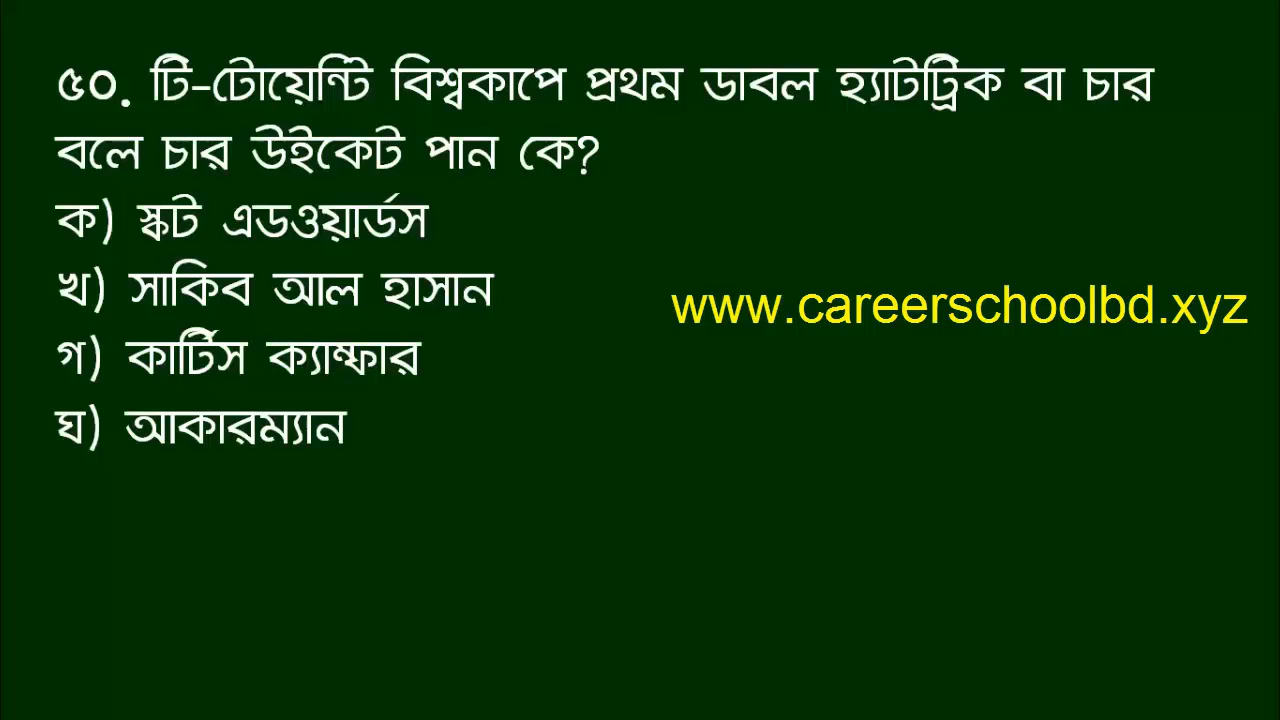 ৫০. টি-টোয়েন্টি বিশ্বকাপে প্রথম ডাবল হ্যাটট্রিক বা চার
বলে চার উইকেট পান কে?
ক) স্কট এডওয়ার্ডস
খ) সাকিব আল হাসান
www.careerschoolbd.xyz
গ) কার্টিস ক্যাম্ফার
ঘ) আকারম্যান